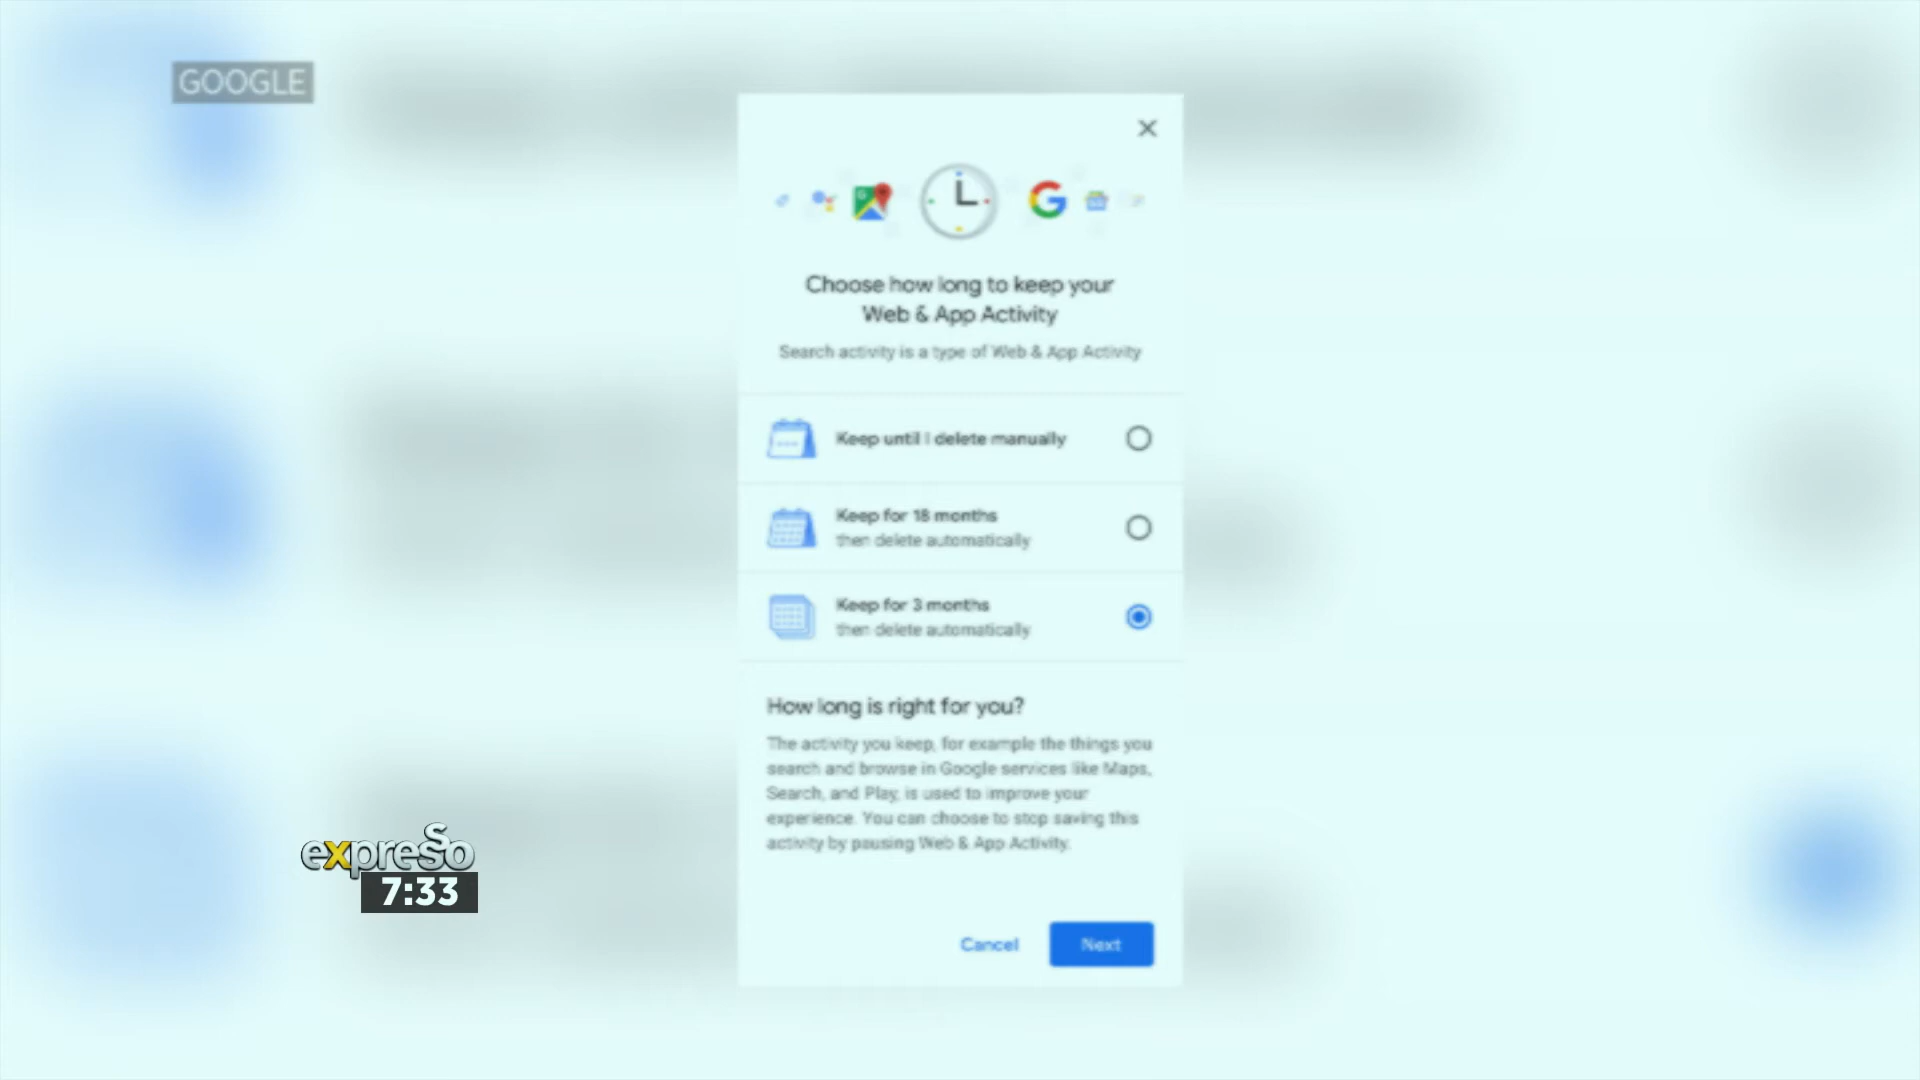 GOOGLE
Choose how long to keep your
Web & App Activity
Search activity is a type of Web & App Activity
Keep until I delete manually
Keep for 18 months
then delete automatically
Keep for 3 months
then delete automatically
How long is right for you?
The activity you keep, for example the things you
search and browse in Google services like Maps,
Search, and Play, is used to improve your
experience. You can choose to stop saving this
activity by pausing Web & App Activity.
Cancel
Next
expresso
7:33